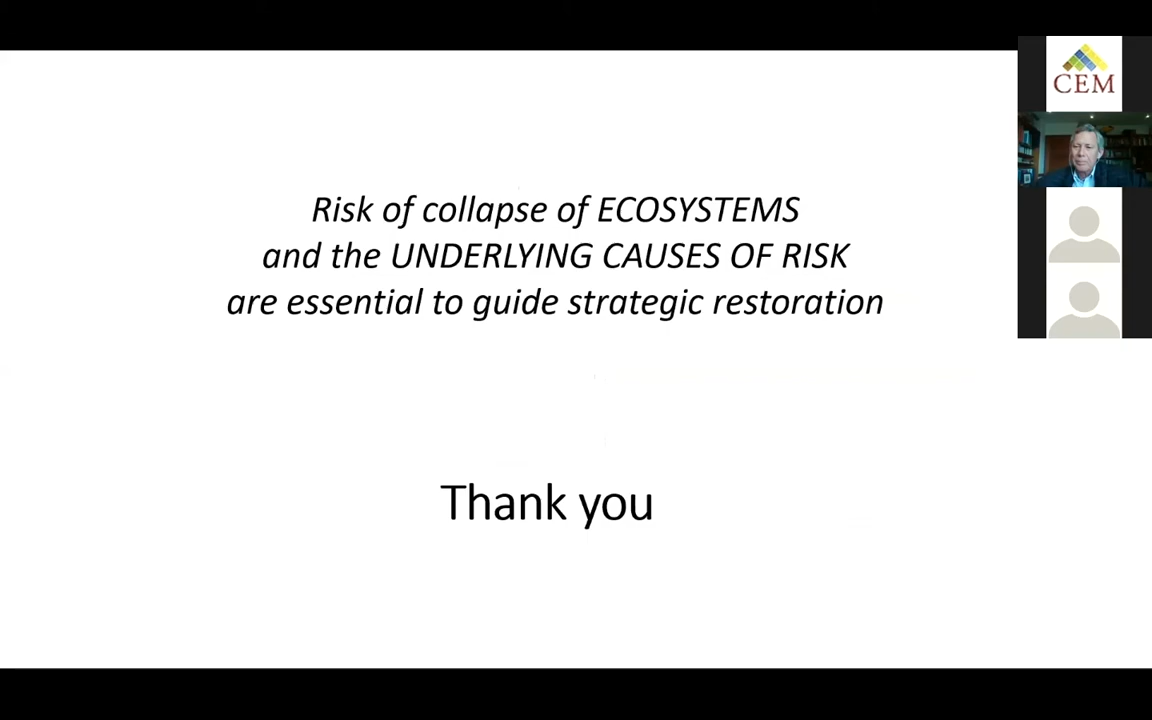 CEM
Risk of collapse of ECOSYSTEMS
and the UNDERLYING CAUSES OF RISK
are essential to guide strategic restoration
Thank you